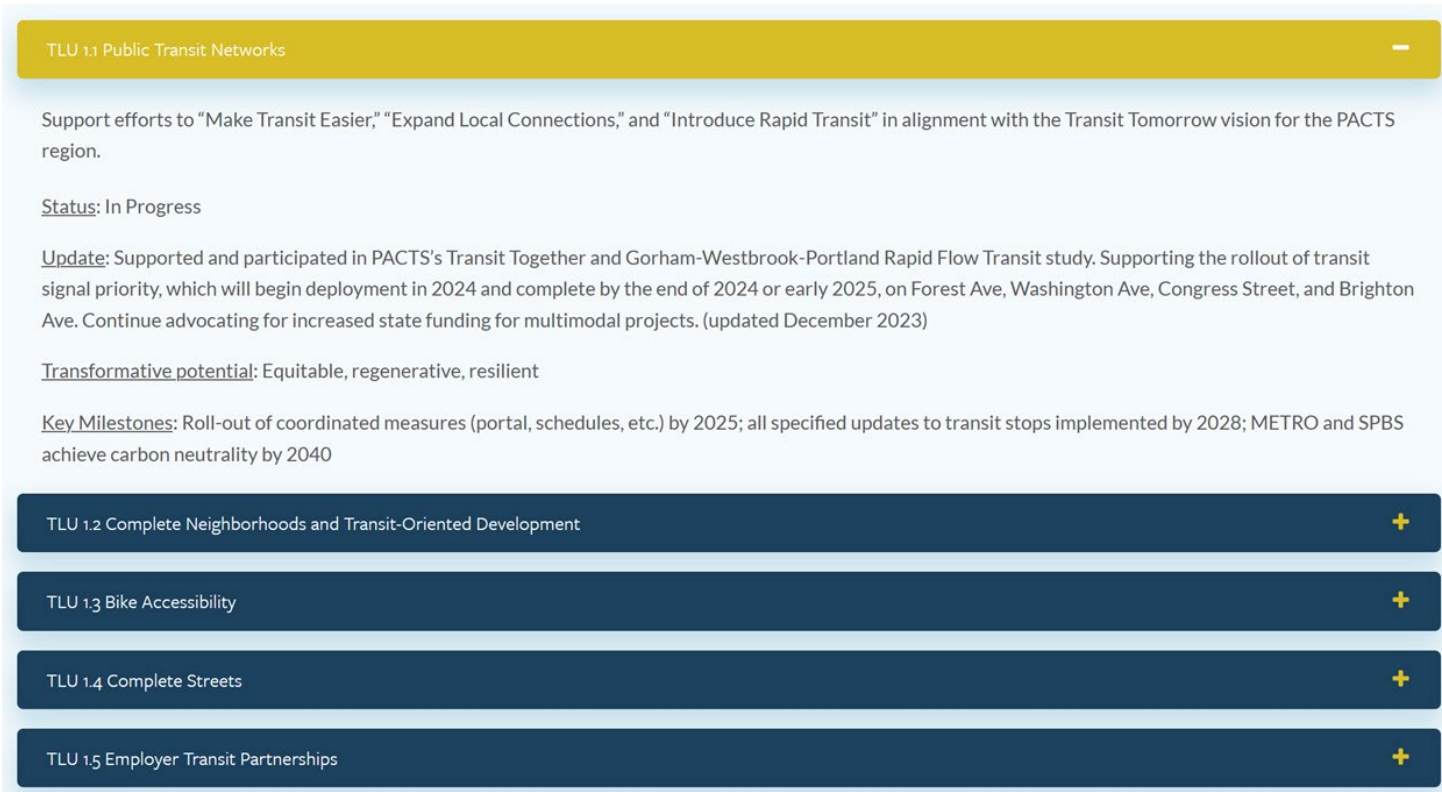 TLU 1.1 Public Transit Networks
Support efforts to “Make Transit Easier,” “Expand Local Connections,” and “Introduce Rapid Transit” in alignment with the Transit Tomorrow vision for the PACTS
region.
Status: In Progress
Update: Supported and participated in PACTS’s Transit Together and Gorham-Westbrook-Portland Rapid Flow Transit study. Supporting the rollout of transit
signal priority, which will begin deployment in 2024 and complete by the end of 2024 or early 2025, on Forest Ave, Washington Ave, Congress Street, and Brighton
Ave. Continue advocating for increased state funding for multimodal projects. (updated December 2023)
Transformative potential: Equitable, regenerative, resilient
Key Milestones: Roll-out of coordinated measures (portal, schedules, etc.) by 2025; all specified updates to transit stops implemented by 2028; METRO and SPBS
achieve carbon neutrality by 2040
TLU 1.2 Complete Neighborhoods and Transit-Oriented Development
TLU 1.3 Bike Accessibility
TLU 1.4 Complete Streets
TLU 1.5 Employer Transit Partnerships